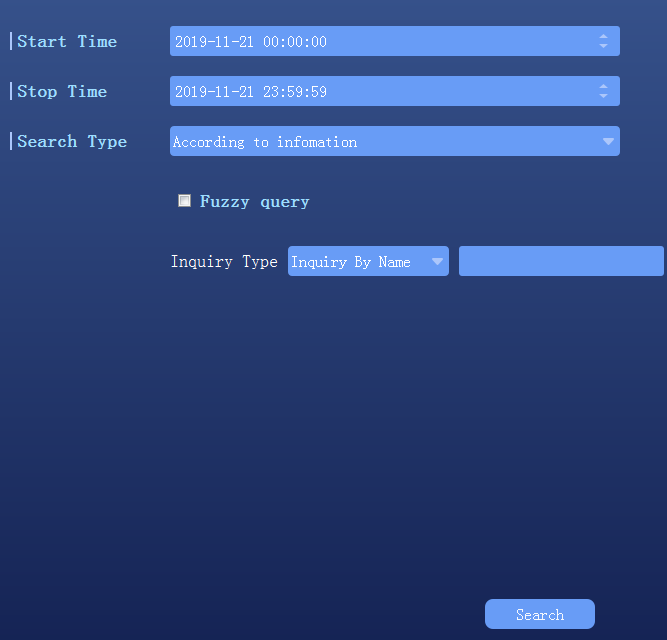 Start Time 2019-11-21 00:00:00
Stop Time 2019-11-21 23:59:59
Search Type According to infomation
Fuzzy query
Inquiry Type Inquiry By Name
Search